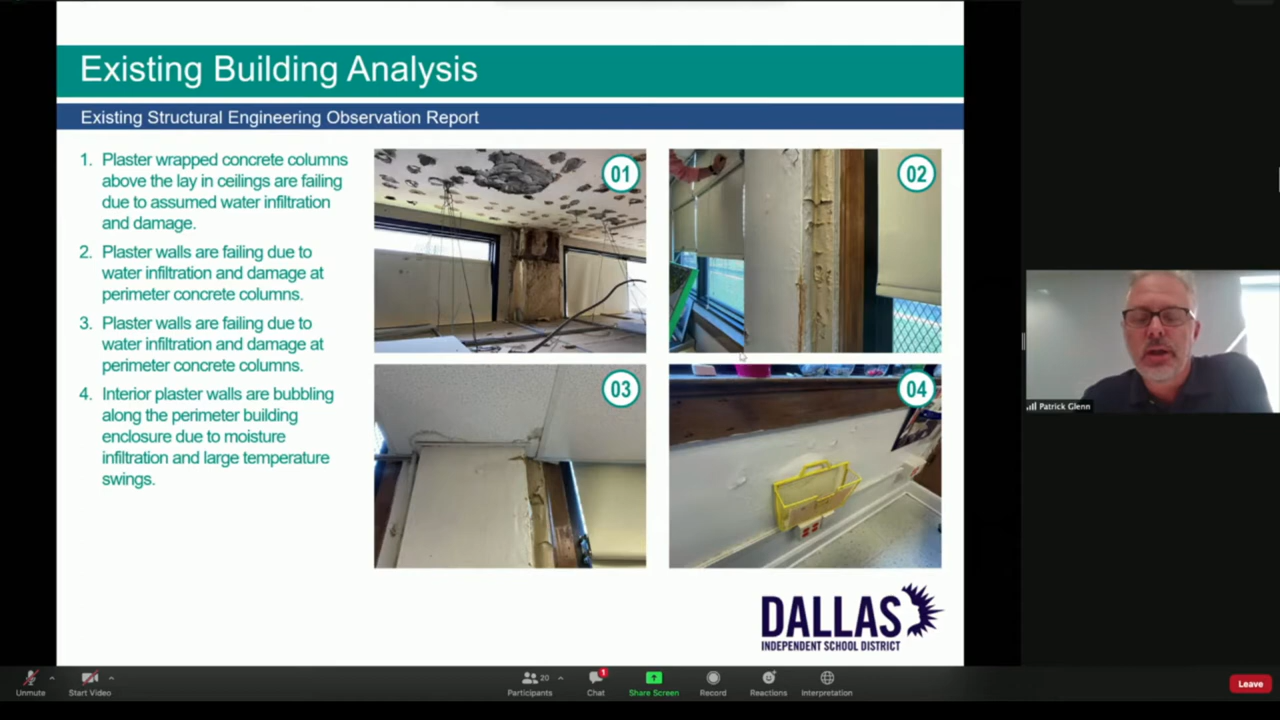 Existing Building Analysis
Existing Structural Engineering Observation Report
1. Plaster wrapped concrete columns
above the lay in ceilings are failing
due to assumed water infiltration
and damage.
2. Plaster walls are failing due to
water infiltration and damage at
perimeter concrete columns.
3. Plaster walls are failing due to
water infiltration and damage at
perimeter concrete columns.
4. Interior plaster walls are bubbling
along the perimeter building
enclosure due to moisture
infiltration and large temperature
swings.
01
02
03
04
DALLAS
INDEPENDENT SCHOOL DISTRICT
Patrick Glenn
Unmute
Start Video
20
Participants
1
Chat
Share Screen
Record
Reactions
Interpretation
Leave